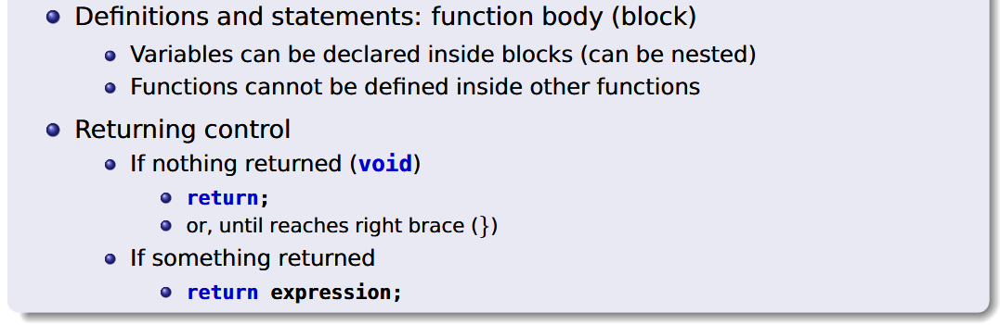 Definitions and statements: function body (block)
Variables can be declared inside blocks (can be nested)
Functions cannot be defined inside other functions
Returning control
If nothing returned (void)
return;
or, until reaches right brace (})
If something returned
return expression;